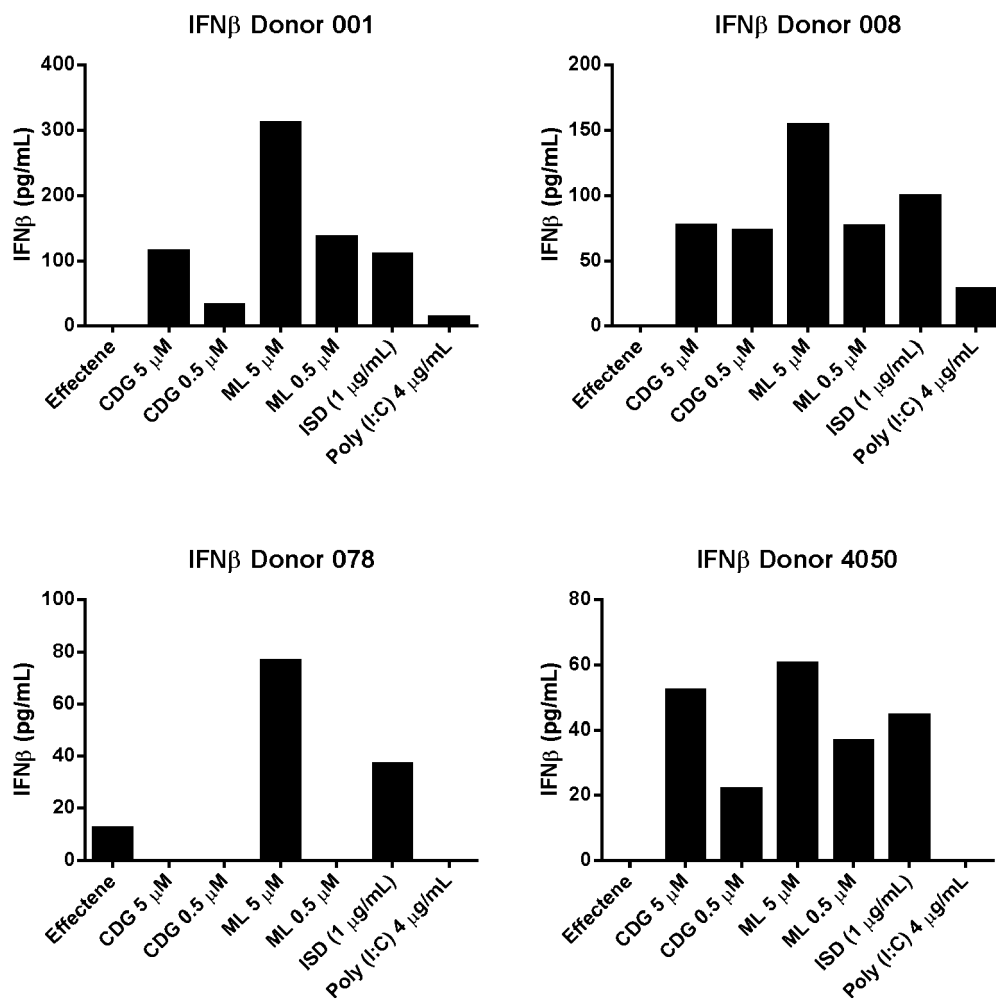 IFNβ Donor 001
IFNβ (pg/mL)
400
300
200
100
0
Effectene
CDG 5 μM
CDG 0.5 μM
ML 5 μM
ML 0.5 μM
ISD (1 μg/mL)
Poly (I:C) 4 μg/mL
IFNβ Donor 008
IFNβ (pg/mL)
200
150
100
50
0
Effectene
CDG 5 μM
CDG 0.5 μM
ML 5 μM
ML 0.5 μM
ISD (1 μg/mL)
Poly (I:C) 4 μg/mL
IFNβ Donor 078
IFNβ (pg/mL)
100
80
60
40
20
0
Effectene
CDG 5 μM
CDG 0.5 μM
ML 5 μM
ML 0.5 μM
ISD (1 μg/mL)
Poly (I:C) 4 μg/mL
IFNβ Donor 4050
IFNβ (pg/mL)
80
60
40
20
0
Effectene
CDG 5 μM
CDG 0.5 μM
ML 5 μM
ML 0.5 μM
ISD (1 μg/mL)
Poly (I:C) 4 μg/mL